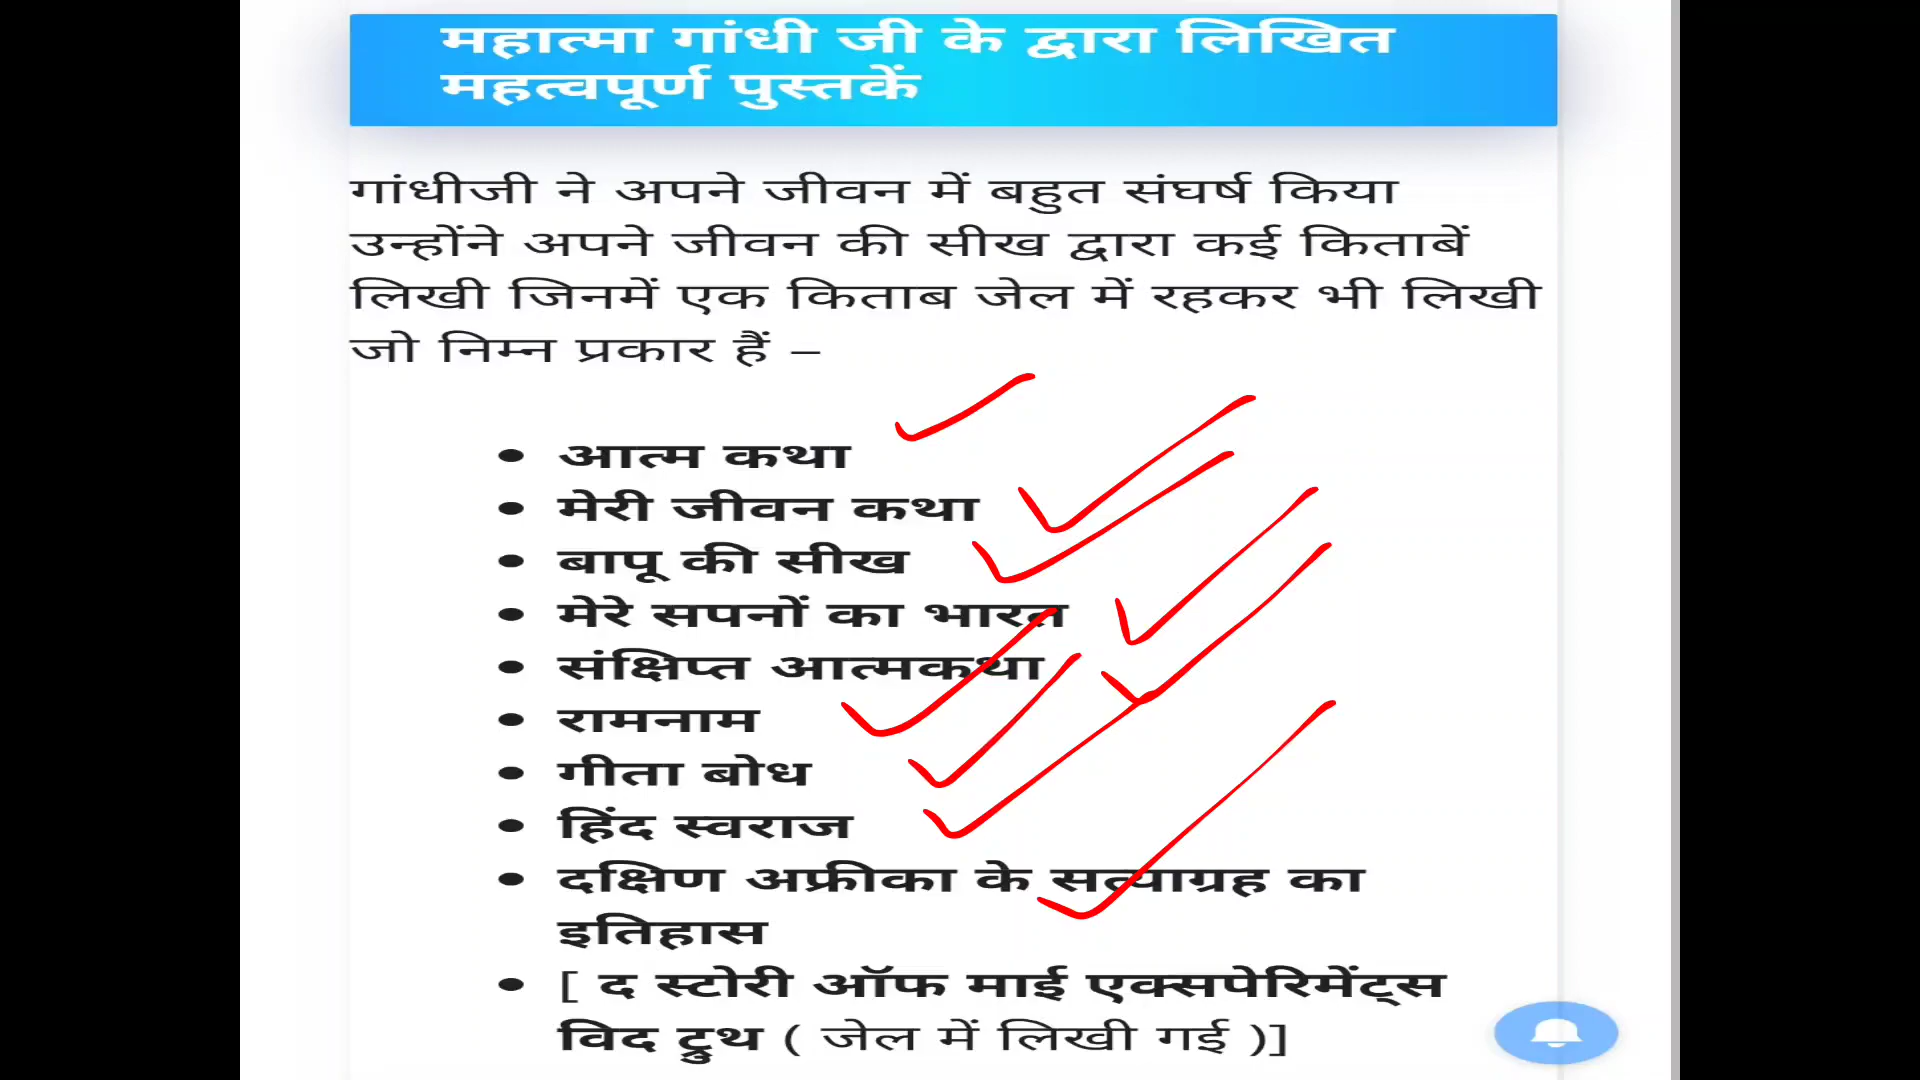 महात्मा गांधी जी के द्वारा लिखित
महत्वपूर्ण पुस्तकें
गांधीजी ने अपने जीवन में बहुत संघर्ष किया
उन्होंने अपने जीवन की सीख द्वारा कई किताबें
लिखी जिनमें एक किताब जेल में रहकर भी लिखी
जो निम्न प्रकार हैं –
• आत्म कथा
• मेरी जीवन कथा
• बापू की सीख
• मेरे सपनों का भारत
• संक्षिप्त आत्मकथा
• रामनाम
• गीता बोध
• हिंद स्वराज
• दक्षिण अफ्रीका के सत्याग्रह का
इतिहास
• [ द स्टोरी ऑफ माई एक्सपेरिमेंट्स
विद ट्रुथ ( जेल में लिखी गई )]